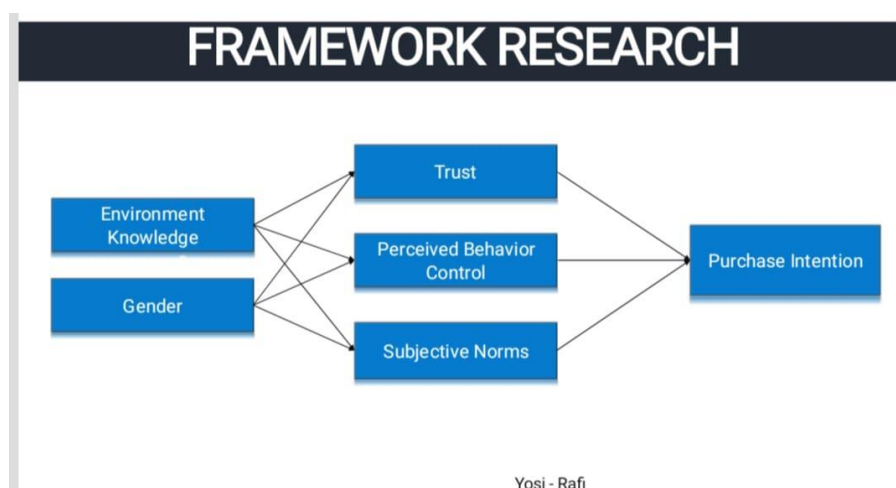 FRAMEWORK RESEARCH
Trust
Environment
Knowledge
Perceived Behavior
Control
Purchase Intention
Gender
Subjective Norms
Yosi - Rafi